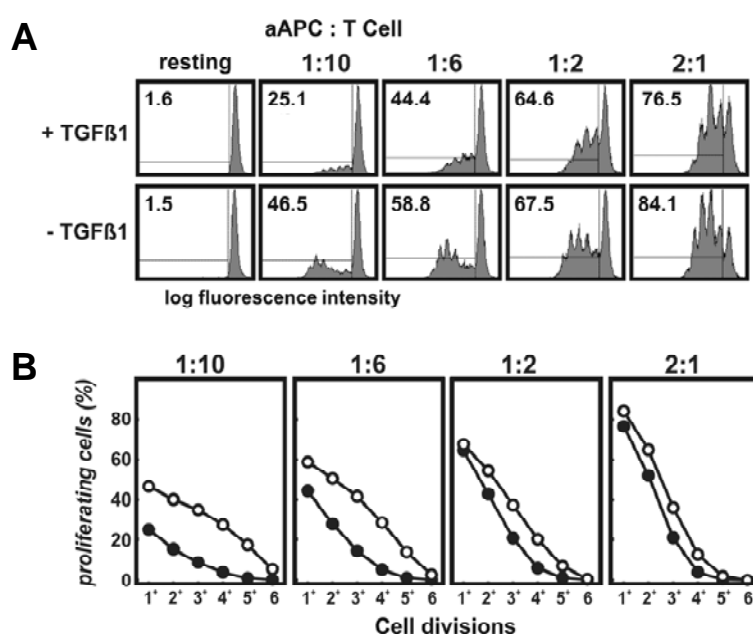 A
aAPC : T Cell
resting 1:10 1:6 1:2 2:1
+ TGFß1
1.6 25.1 44.4 64.6 76.5
- TGFß1
1.5 46.5 58.8 67.5 84.1
log fluorescence intensity
B
1:10 1:6 1:2 2:1
proliferating cells (%)
80
60
40
20
0
1+ 2+ 3+ 4+ 5+ 6 1+ 2+ 3+ 4+ 5+ 6 1+ 2+ 3+ 4+ 5+ 6 1+ 2+ 3+ 4+ 5+ 6
Cell divisions